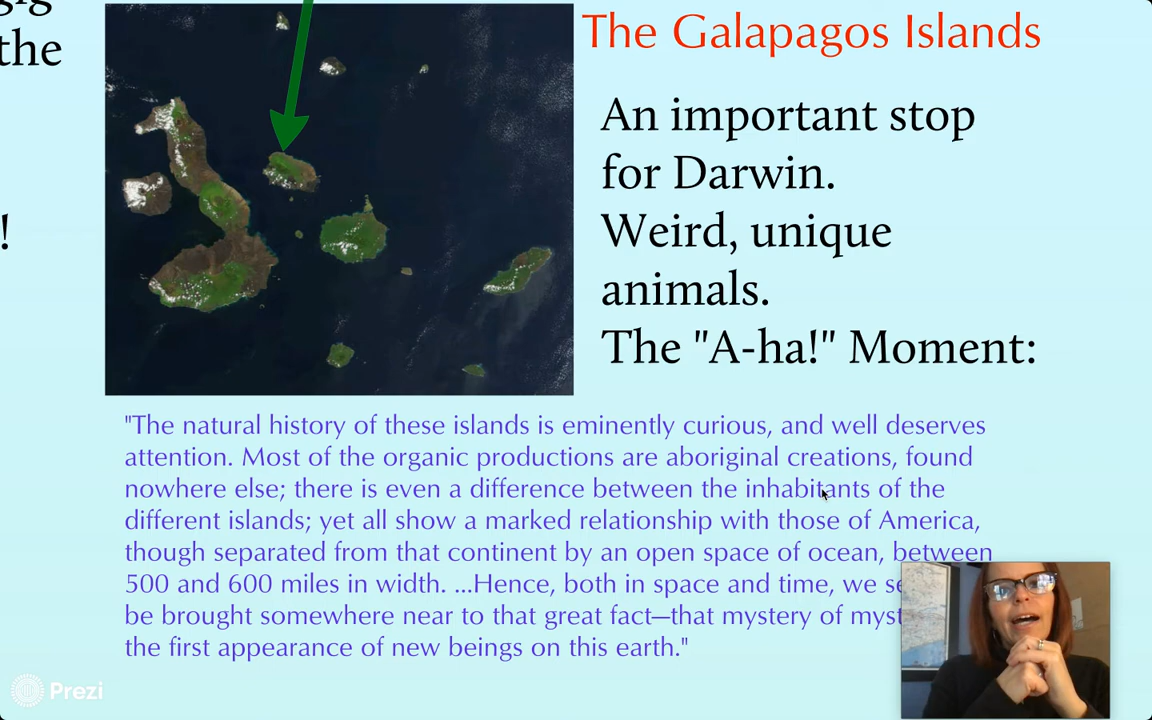 the
!
The Galapagos Islands
An important stop
for Darwin.
Weird, unique
animals.
The "A-ha!" Moment:
"The natural history of these islands is eminently curious, and well deserves
attention. Most of the organic productions are aboriginal creations, found
nowhere else; there is even a difference between the inhabitants of the
different islands; yet all show a marked relationship with those of America,
though separated from that continent by an open space of ocean, between
500 and 600 miles in width. ...Hence, both in space and time, we
be brought somewhere near to that great fact—that mystery of
the first appearance of new beings on this earth."
Prezi